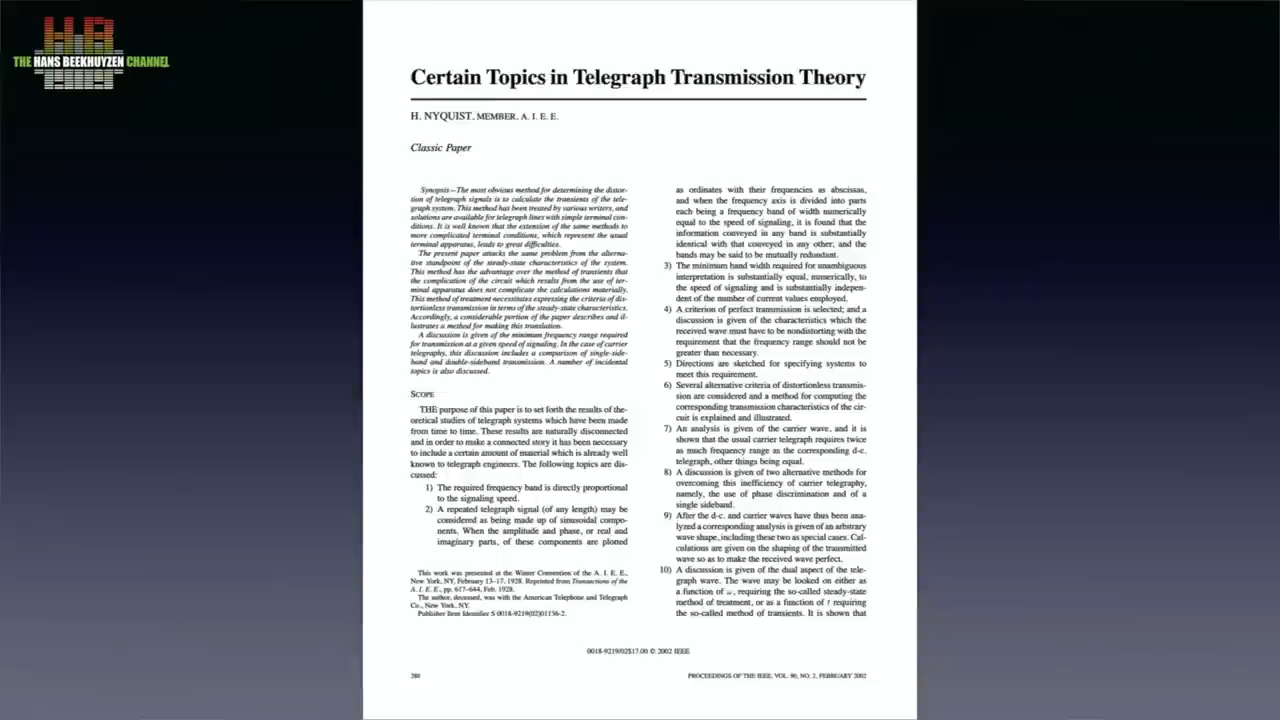 THE HANS BEEKHUYZEN CHANNEL
Certain Topics in Telegraph Transmission Theory
H. NYQUIST, MEMBER, A. I. E. E.
Classic Paper
Synopsis—The most obvious method for determining the distor-
tion of telegraph signals is to calculate the transients of the tele-
graph system. This method has been treated by various writers, and
solutions are available for telegraph lines with simple terminal con-
ditions. It is well known that the extension of the same methods to
more complicated terminal conditions, which represent the usual
terminal apparatus, leads to great difficulties.
The present paper attacks the same problem from the alterna-
tive standpoint of the steady-state characteristics of the system.
This method has the advantage over the method of transients that
the complication of the circuit which results from the use of ter-
minal apparatus does not complicate the calculations materially.
This method of treatment necessitates expressing the criteria of dis-
tortionless transmission in terms of the steady-state characteristics.
Accordingly, a considerable portion of the paper describes and il-
lustrates a method for making this translation.
A discussion is given of the minimum frequency range required
for transmission at a given speed of signaling. In the case of carrier
telegraphy, this discussion includes a comparison of single-side-
band and double-sideband transmission. A number of incidental
topics is also discussed.
SCOPE
THE purpose of this paper is to set forth the results of the-
oretical studies of telegraph systems which have been made
from time to time. These results are naturally disconnected
and in order to make a connected story it has been necessary
to include a certain amount of material which is already well
known to telegraph engineers. The following topics are dis-
cussed:
1) The required frequency band is directly proportional
to the signaling speed.
2) A repeated telegraph signal (of any length) may be
considered as being made up of sinusoidal compo-
nents. When the amplitude and phase, or real and
imaginary parts, of these components are plotted
This work was presented at the Winter Convention of the A. I. E. E.,
New York, NY, February 13–17, 1928. Reprinted from Transactions of the
A. I. E. E., pp. 617–644, Feb. 1928.
The author, deceased, was with the American Telephone and Telegraph
Co., New York, NY.
Publisher Item Identifier S 0018-9219(02)01136-2.
as ordinates with their frequencies as abscissas,
and when the frequency axis is divided into parts
each being a frequency band of width numerically
equal to the speed of signaling, it is found that the
information conveyed in any band is substantially
identical with that conveyed in any other; and the
bands may be said to be mutually redundant.
3) The minimum band width required for unambiguous
interpretation is substantially equal, numerically, to
the speed of signaling and is substantially indepen-
dent of the number of current values employed.
4) A criterion of perfect transmission is selected; and a
discussion is given of the characteristics which the
received wave must have to be nondistorting with the
requirement that the frequency range should not be
greater than necessary.
5) Directions are sketched for specifying systems to
meet this requirement.
6) Several alternative criteria of distortionless transmis-
sion are considered and a method for computing the
corresponding transmission characteristics of the cir-
cuit is explained and illustrated.
7) An analysis is given of the carrier wave, and it is
shown that the usual carrier telegraph requires twice
as much frequency range as the corresponding d-c.
telegraph, other things being equal.
8) A discussion is given of two alternative methods for
overcoming this inefficiency of carrier telegraphy,
namely, the use of phase discrimination and of a
single sideband.
9) After the d-c. and carrier waves have thus been ana-
lyzed a corresponding analysis is given of an arbitrary
wave shape, including these two as special cases. Cal-
culations are given on the shaping of the transmitted
wave so as to make the received wave perfect.
10) A discussion is given of the dual aspect of the tele-
graph wave. The wave may be looked on either as
a function of ω, requiring the so-called steady-state
method of treatment, or as a function of t requiring
the so-called method of transients. It is shown that
0018-9219/02$17.00 © 2002 IEEE
280
PROCEEDINGS OF THE IEEE, VOL. 90, NO. 2, FEBRUARY 2002